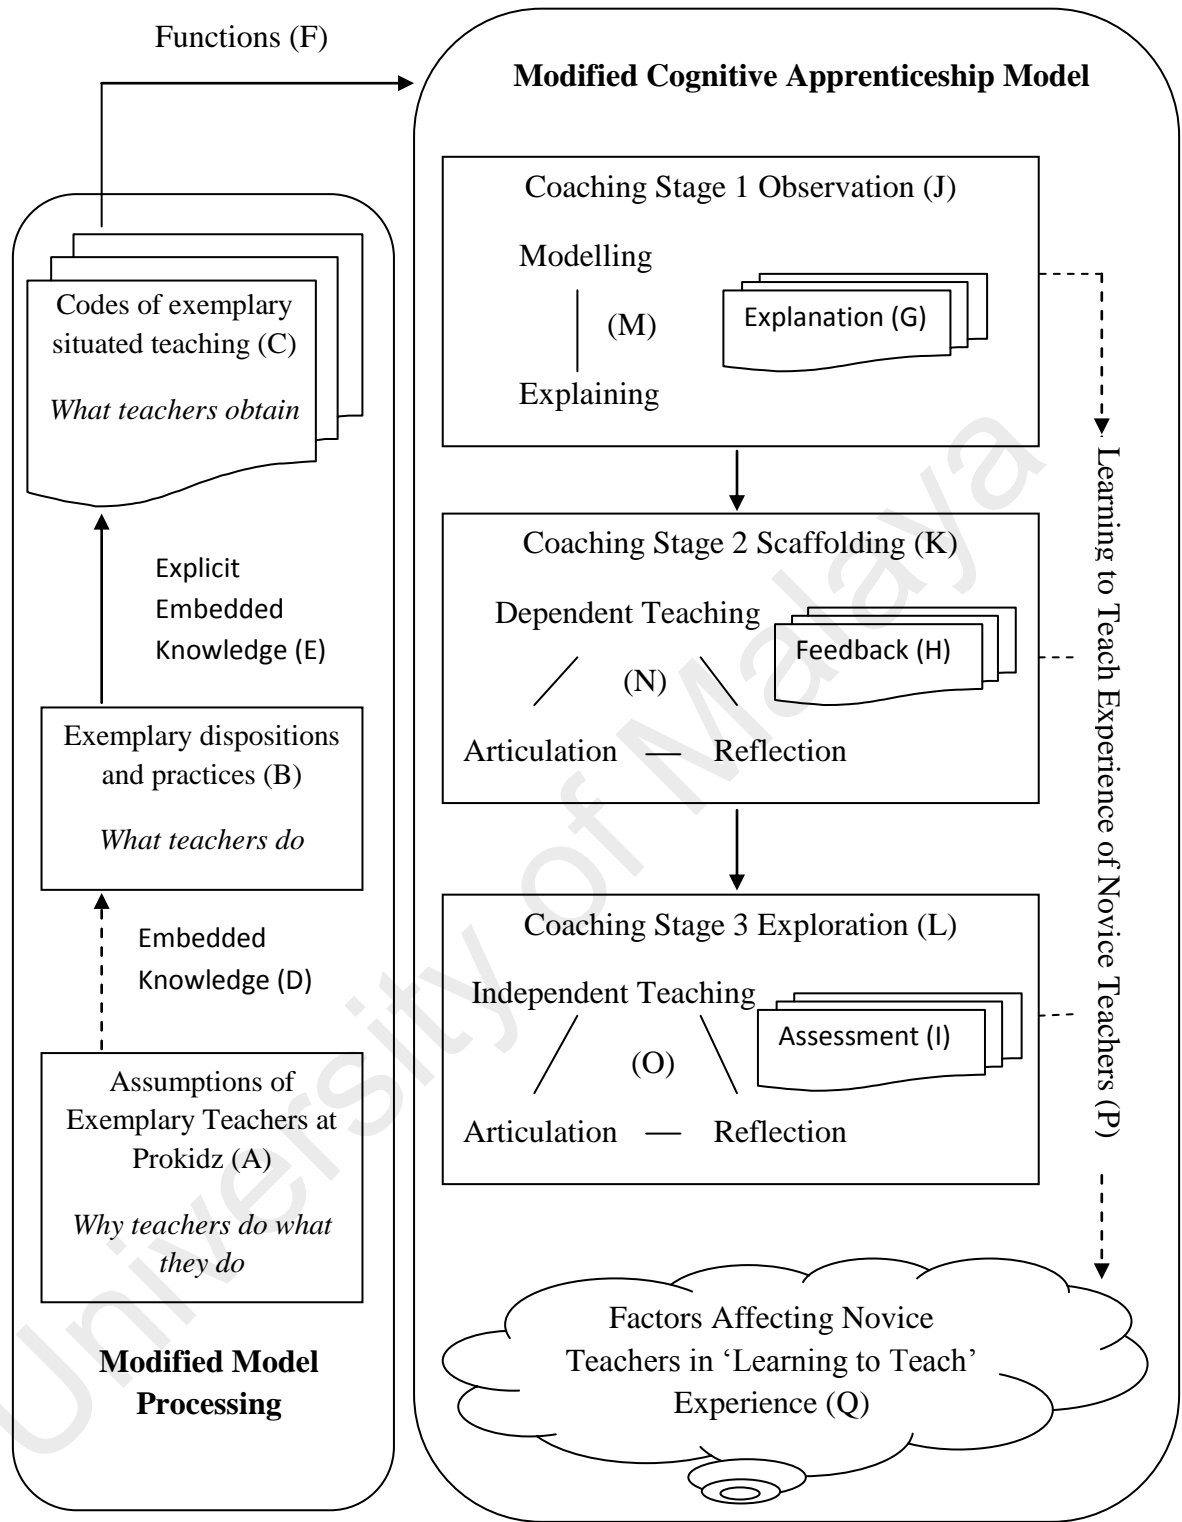 Functions (F)
Modified Cognitive Apprenticeship Model
Codes of exemplary
situated teaching (C)
What teachers obtain
Explicit
Embedded
Knowledge (E)
Exemplary dispositions
and practices (B)
What teachers do
Embedded
Knowledge (D)
Assumptions of
Exemplary Teachers at
Prokidz (A)
Why teachers do what
they do
Modified Model
Processing
Coaching Stage 1 Observation (J)
Modelling
(M)
Explaining
Explanation (G)
Coaching Stage 2 Scaffolding (K)
Dependent Teaching
(N)
Feedback (H)
Articulation — Reflection
Coaching Stage 3 Exploration (L)
Independent Teaching
(O)
Assessment (I)
Articulation — Reflection
Learning to Teach Experience of Novice Teachers (P)
Factors Affecting Novice
Teachers in ‘Learning to Teach’
Experience (Q)
University of Malaya